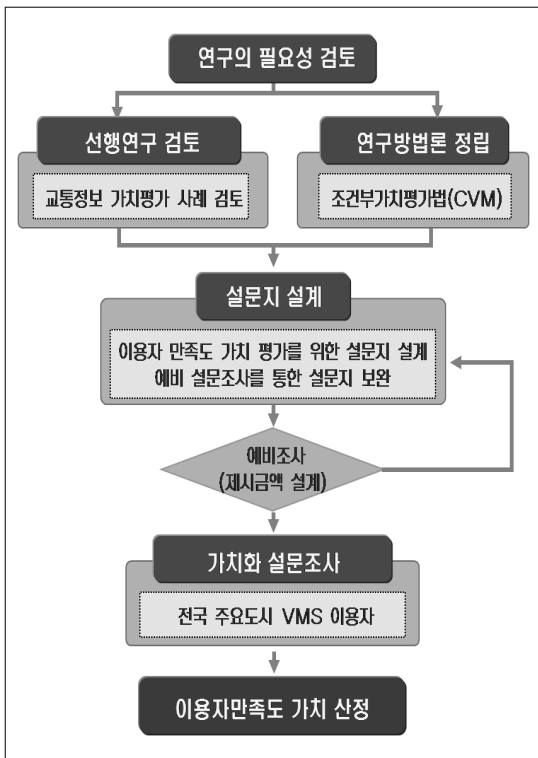 연구의 필요성 검토
선행연구 검토
교통정보 가치평가 사례 검토
연구방법론 정립
조건부가치평가법(CVM)
설문지 설계
이용자 만족도 가치 평가를 위한 설문지 설계
예비 설문조사를 통한 설문지 보완
예비조사
(제시금액 설계)
가치화 설문조사
전국 주요도시 VMS 이용자
이용자만족도 가치 산정